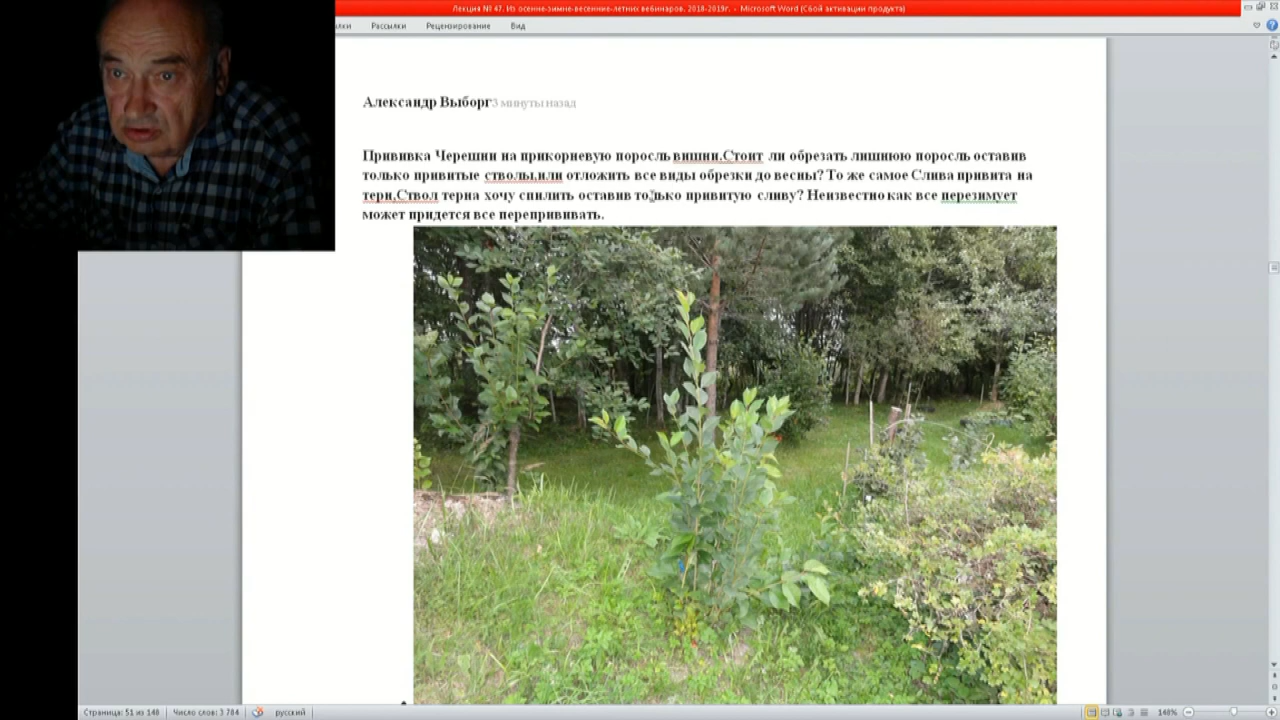 Лекция № 47. Из осенне-зимне-весенние-летних вебинаров. 2018-2019г. - Microsoft Word (Сбой активации продукта)
лки Рассылки Рецензирование Вид
Александр Выборг3 минуты назад
Прививка Черешни на прикорневую поросль вишни.Стоит ли обрезать лишнюю поросль оставив
только привитые стволы,или отложить все виды обрезки до весны? То же самое Слива привита на
терн,Ствол терна хочу спилить оставив только привитую сливу? Неизвестно как все перезимует
может придется все перепрививать.
Страница: 51 из 148 Число слов: 3 784 русский 148%